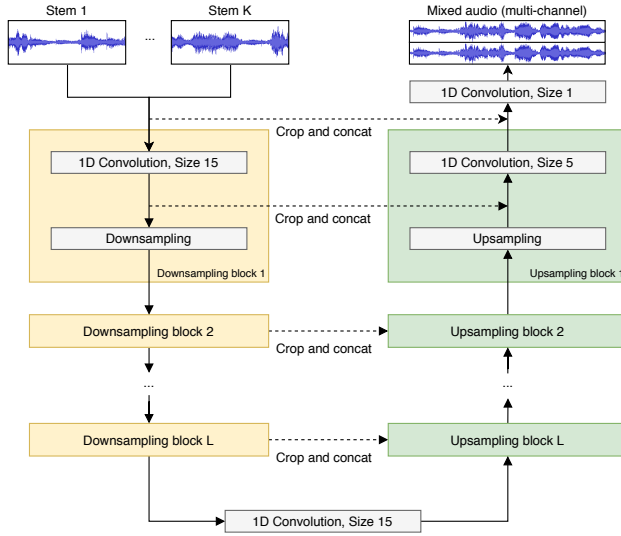 Stem 1
...
Stem K
Mixed audio (multi-channel)
1D Convolution, Size 1
Crop and concat
1D Convolution, Size 15
1D Convolution, Size 5
Crop and concat
Downsampling
Upsampling
Downsampling block 1
Upsampling block 1
Downsampling block 2
Upsampling block 2
Crop and concat
...
...
Downsampling block L
Upsampling block L
Crop and concat
1D Convolution, Size 15